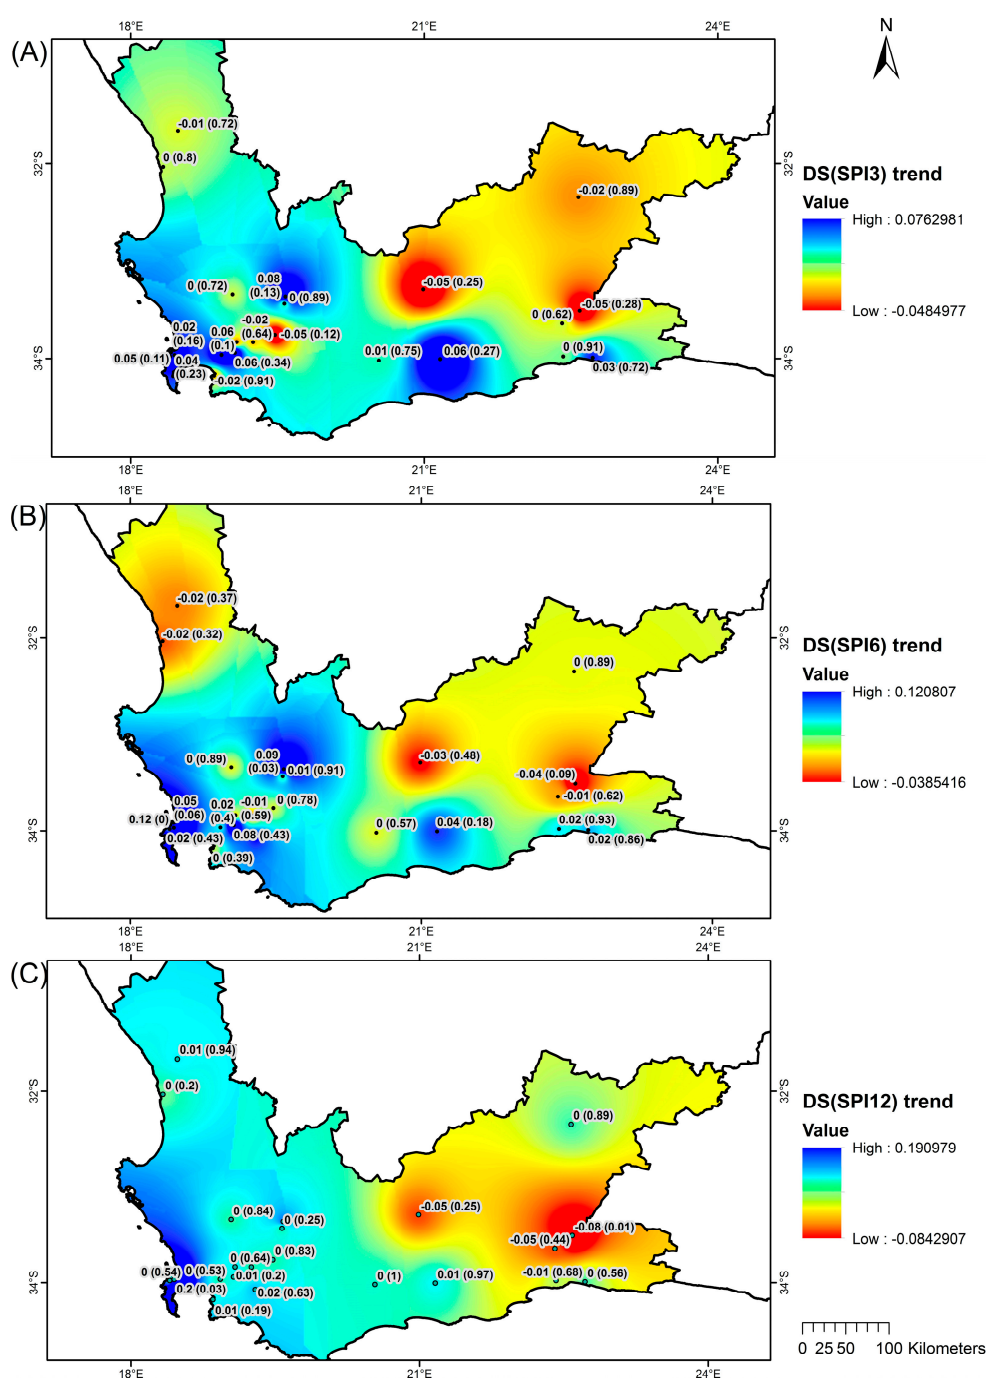 18°E 21°E 24°E
N
(A)
-0.01 (0.72)
0 (0.8)
32°S 32°S
-0.02 (0.89)
DS(SPI3) trend
Value
High : 0.0762981
Low : -0.0484977
0.08
(0.13)
0 (0.72)
0 (0.89)
-0.05 (0.25)
-0.05 (0.28)
0 (0.62)
0.02
(0.16)
0.06
(0.1)
-0.02
(0.64)
-0.05 (0.12)
0.05 (0.11)
0.04
(0.23)
0.06 (0.34)
-0.02 (0.91)
0.01 (0.75)
0.06 (0.27)
0 (0.91)
0.03 (0.72)
34°S 34°S
18°E 21°E 24°E
18°E 21°E 24°E
(B)
-0.02 (0.37)
-0.02 (0.32)
32°S 32°S
0 (0.89)
DS(SPI6) trend
Value
High : 0.120807
Low : -0.0385416
0 (0.89)
0.09
(0.03)
0.01 (0.91)
-0.03 (0.48)
-0.04 (0.09)
-0.01 (0.62)
0.05
(0.06)
0.02
(0.4)
-0.01
(0.59)
0 (0.78)
0.12 (0)
0.02 (0.43)
0.08 (0.43)
0 (0.39)
0 (0.57)
0.04 (0.18)
0.02 (0.93)
0.02 (0.86)
34°S 34°S
18°E 21°E 24°E
18°E 21°E 24°E
(C)
0.01 (0.94)
0 (0.2)
32°S 32°S
0 (0.89)
DS(SPI12) trend
Value
High : 0.190979
Low : -0.0842907
0 (0.84)
0 (0.25)
-0.05 (0.25)
-0.08 (0.01)
-0.05 (0.44)
0 (0.83)
0 (0.64)
0 (0.54)
0 (0.53)
0.01 (0.2)
0.2 (0.03)
0.02 (0.63)
0.01 (0.19)
0 (1)
0.01 (0.97)
-0.01 (0.68)
0 (0.56)
34°S 34°S
18°E 21°E 24°E
0 25 50 100 Kilometers